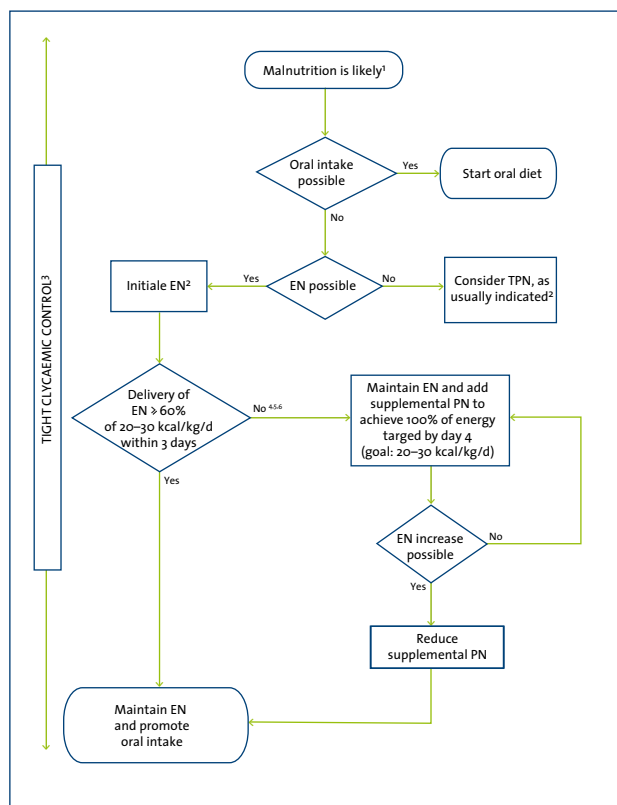 Malnutrition is likely¹
Oral intake
possible
Yes
Start oral diet
No
TIGHT CLYCAEMIC CONTROL³
Initiale EN²
Yes
EN possible
No
Consider TPN, as
usually indicated²
Delivery of
EN ⩾ 60%
of 20–30 kcal/kg/d
within 3 days
No ⁴·⁵·⁶
Maintain EN and add
supplemental PN to
achieve 100% of energy
targed by day 4
(goal: 20–30 kcal/kg/d)
Yes
EN increase
possible
No
Yes
Reduce
supplemental PN
Maintain EN
and promote
oral intake